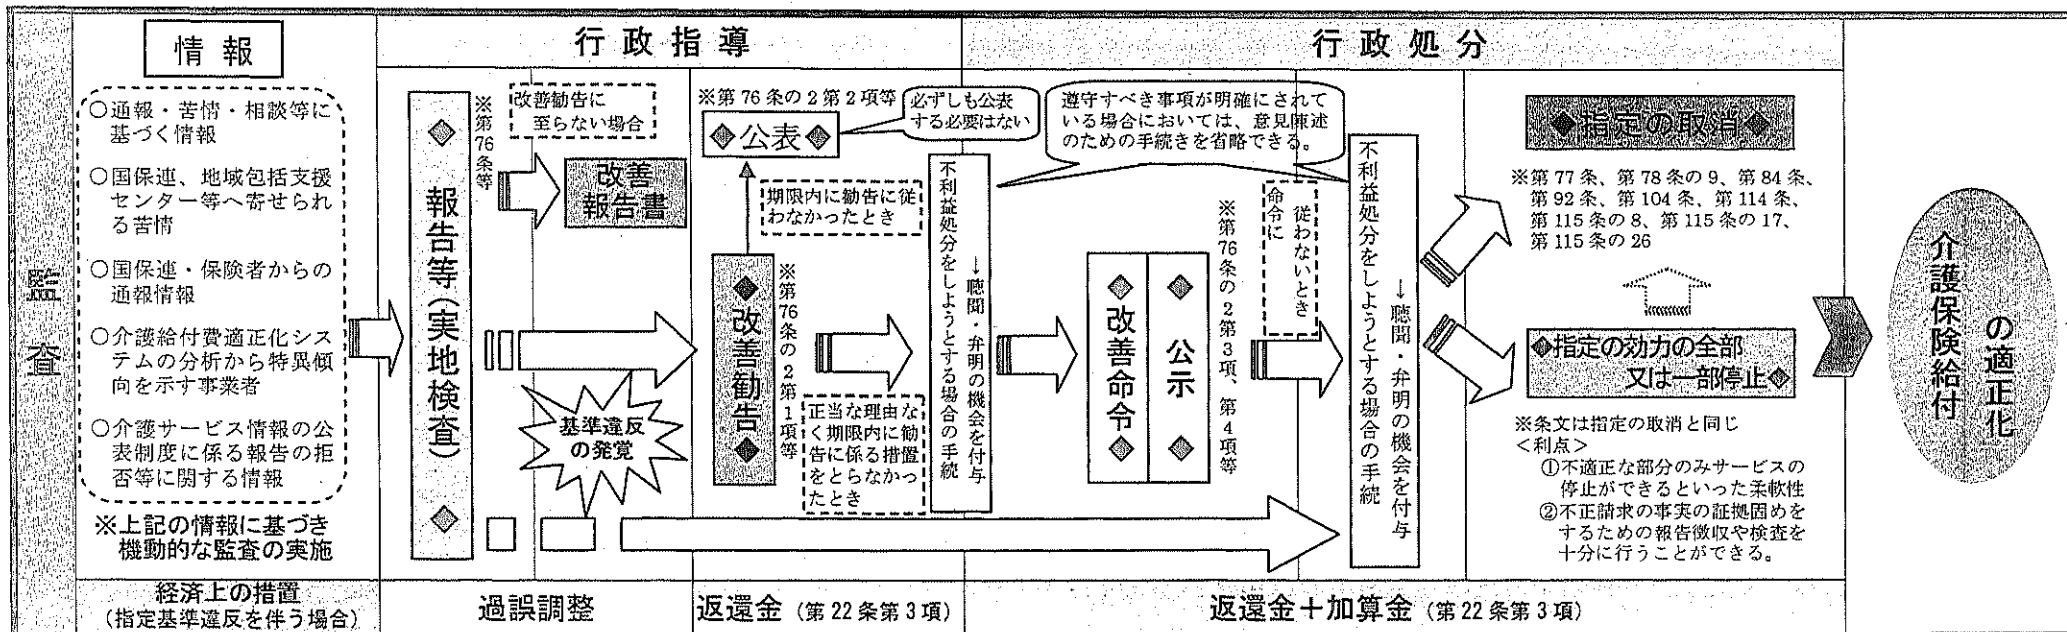 監査
情報
○通報・苦情・相談等に
基づく情報
○国保連、地域包括支援
センター等へ寄せられ
る苦情
○国保連・保険者からの
通報情報
○介護給付費適正化シス
テムの分析から特異傾
向を示す事業者
○介護サービス情報の公
表制度に係る報告の拒
否等に関する情報
※上記の情報に基づき
機動的な監査の実施
経済上の措置
(指定基準違反を伴う場合)
行政指導
◆報告等(実地検査)◆
※第76条等
改善勧告に
至らない場合
改善
報告書
基準違反
の発覚
過誤調整
※第76条の2第2項等
◆公表◆
必ずしも公表
する必要はない
期限内に勧告に従
わなかったとき
◆改善勧告◆
※第76条の2第1項等
正当な理由な
く期限内に勧
告に係る措置
をとらなかっ
たとき
返還金 (第22条第3項)
行政処分
不利益処分をしようとする場合の手続
→聴聞・弁明の機会を付与
遵守すべき事項が明確にされて
いる場合においては、意見陳述
のための手続きを省略できる。
◆改善命令◆
◆公示◆
※第76条の2第3項、第4項等
命令に
従わないとき
不利益処分をしようとする場合の手続
→聴聞・弁明の機会を付与
◆指定の取消◆
※第77条、第78条の9、第84条、
第92条、第104条、第114条、
第115条の8、第115条の17、
第115条の26
◆指定の効力の全部
又は一部停止◆
※条文は指定の取消と同じ
<利点>
①不適正な部分のみサービスの
停止ができるといった柔軟性
②不正請求の事実の証拠固めを
するための報告徴収や検査を
十分に行うことができる。
返還金+加算金 (第22条第3項)
介護保険給付
の適正化